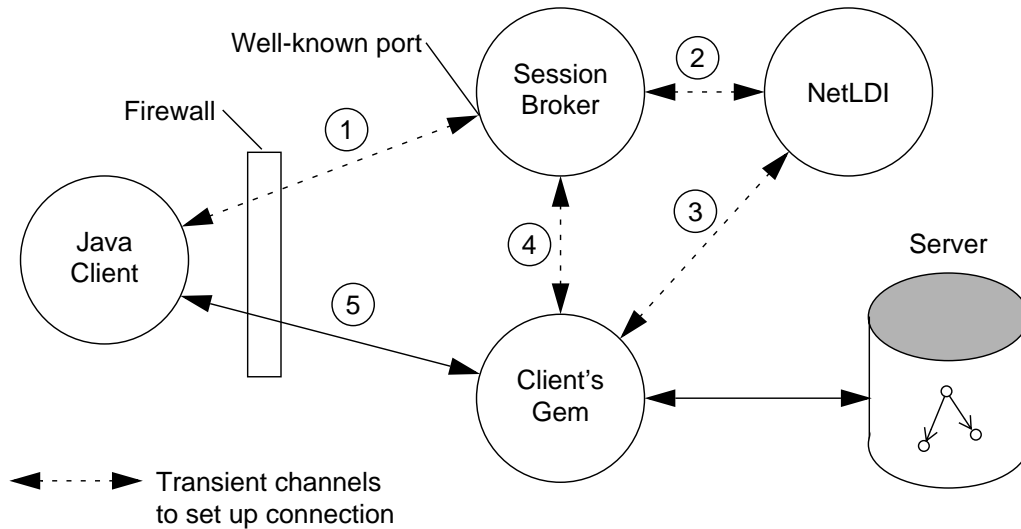 Well-known port
Session
Broker
2
NetLDI
Firewall
1
Java
Client
4
3
Server
5
Client’s
Gem
Transient channels
to set up connection